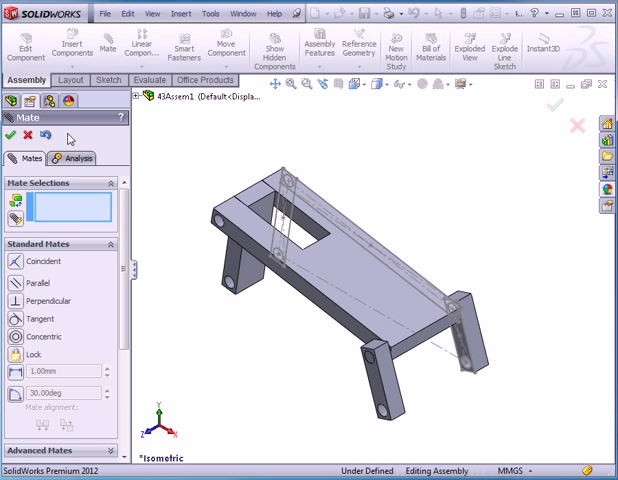 SOLIDWORKS File Edit View Insert Tools Window Help
Edit Component
Insert Components
Mate
Linear Compon...
Smart Fasteners
Move Component
Show Hidden Components
Assembly Features
Reference Geometry
New Motion Study
Bill of Materials
Exploded View
Explode Line Sketch
Instant3D
Assembly Layout Sketch Evaluate Office Products
43Assem1 (Default<Displa...
Mate
Mates Analysis
Mate Selections
Standard Mates
Coincident
Parallel
Perpendicular
Tangent
Concentric
Lock
1.00mm
30.00deg
Mate alignment:
Advanced Mates
Y
Z X
*Isometric
SolidWorks Premium 2012 Under Defined Editing Assembly MMGS